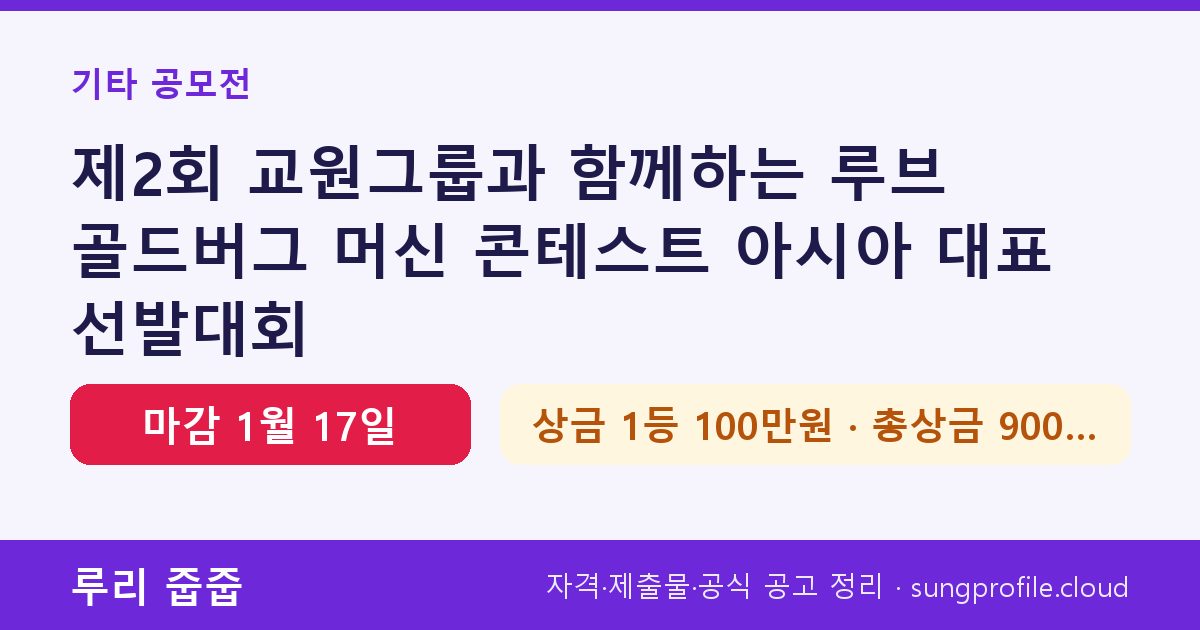 기타 공모전
제2회 교원그룹과 함께하는 루브
골드버그 머신 콘테스트 아시아 대표
선발대회
마감 1월 17일
상금 1등 100만원 · 총상금 900...
루리 줍줍
자격·제출물·공식 공고 정리 · sungprofile.cloud